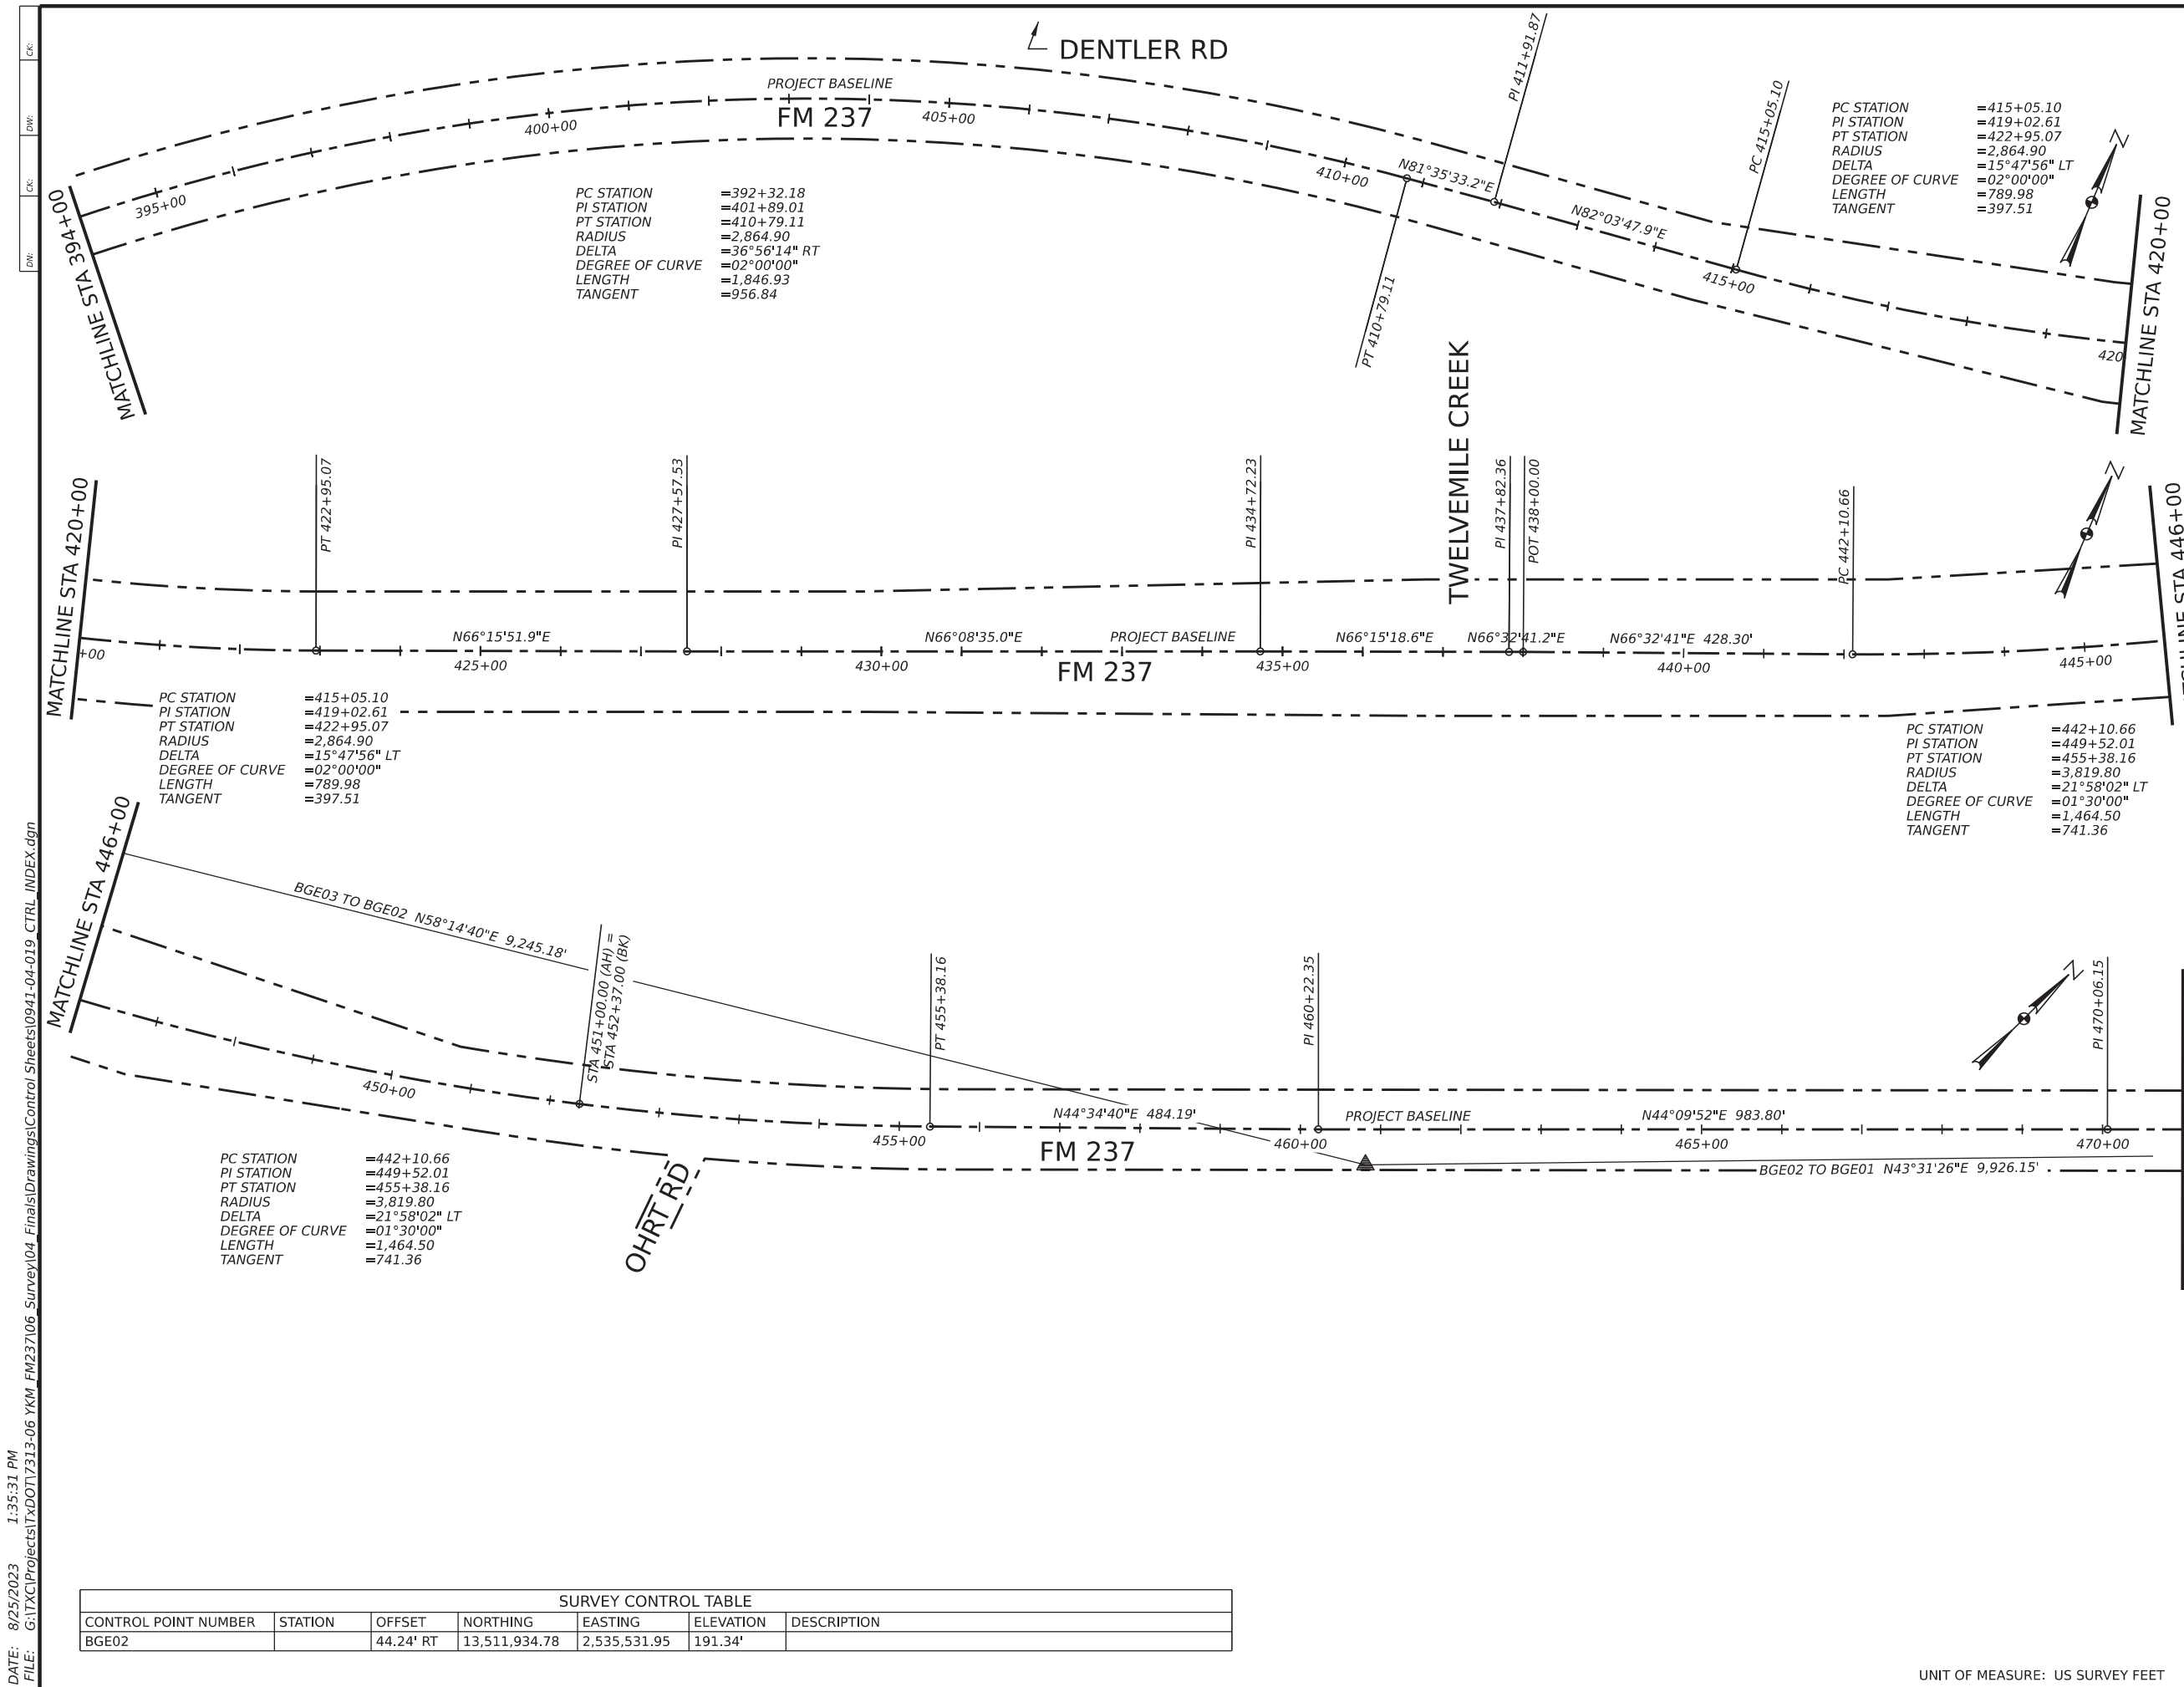 CK:
DW:
CK:
DN:
DENTLER RD
PI 411+91.87
PROJECT BASELINE
FM 237
400+00
405+00
PC 415+05.10
PC STATION =415+05.10
PI STATION =419+02.61
PT STATION =422+95.07
RADIUS =2,864.90
DELTA =15°47'56" LT
DEGREE OF CURVE =02°00'00"
LENGTH =789.98
TANGENT =397.51
N
MATCHLINE STA 394+00
395+00
PC STATION =392+32.18
PI STATION =401+89.01
PT STATION =410+79.11
RADIUS =2,864.90
DELTA =36°56'14" RT
DEGREE OF CURVE =02°00'00"
LENGTH =1,846.93
TANGENT =956.84
410+00
N81°35'33.2"E
N82°03'47.9"E
415+00
PT 410+79.11
420
MATCHLINE STA 420+00
MATCHLINE STA 420+00
+00
PT 422+95.07
PI 427+57.53
PI 434+72.23
TWELVEMILE CREEK
PI 437+82.36
POT 438+00.00
PC 442+10.66
N
N66°15'51.9"E
N66°08'35.0"E
PROJECT BASELINE
N66°15'18.6"E
N66°32'41.2"E
N66°32'41"E 428.30'
425+00
430+00
FM 237
435+00
440+00
445+00
STA 446+00
PC STATION =415+05.10
PI STATION =419+02.61
PT STATION =422+95.07
RADIUS =2,864.90
DELTA =15°47'56" LT
DEGREE OF CURVE =02°00'00"
LENGTH =789.98
TANGENT =397.51
PC STATION =442+10.66
PI STATION =449+52.01
PT STATION =455+38.16
RADIUS =3,819.80
DELTA =21°58'02" LT
DEGREE OF CURVE =01°30'00"
LENGTH =1,464.50
TANGENT =741.36
MATCHLINE STA 446+00
BGE03 TO BGE02 N58°14'40"E 9,245.18'
STA 451+00.00 (AH) =
STA 452+37.00 (BK)
PT 455+38.16
PI 460+22.35
PI 470+06.15
N
450+00
455+00
N44°34'40"E 484.19'
FM 237
460+00
PROJECT BASELINE
N44°09'52"E 983.80'
465+00
470+00
BGE02 TO BGE01 N43°31'26"E 9,926.15'
OHRT RD
PC STATION =442+10.66
PI STATION =449+52.01
PT STATION =455+38.16
RADIUS =3,819.80
DELTA =21°58'02" LT
DEGREE OF CURVE =01°30'00"
LENGTH =1,464.50
TANGENT =741.36
SURVEY CONTROL TABLE
CONTROL POINT NUMBER STATION OFFSET NORTHING EASTING ELEVATION DESCRIPTION
BGE02 44.24' RT 13,511,934.78 2,535,531.95 191.34'
UNIT OF MEASURE: US SURVEY FEET
DATE: 8/25/2023 1:35:31 PM
FILE: G:\TXC\Projects\TxDOT\7313-06 YKM_FM237\06_Survey\04_Finals\Drawings\Control Sheets\0941-04-019_CTRL_INDEX.dgn